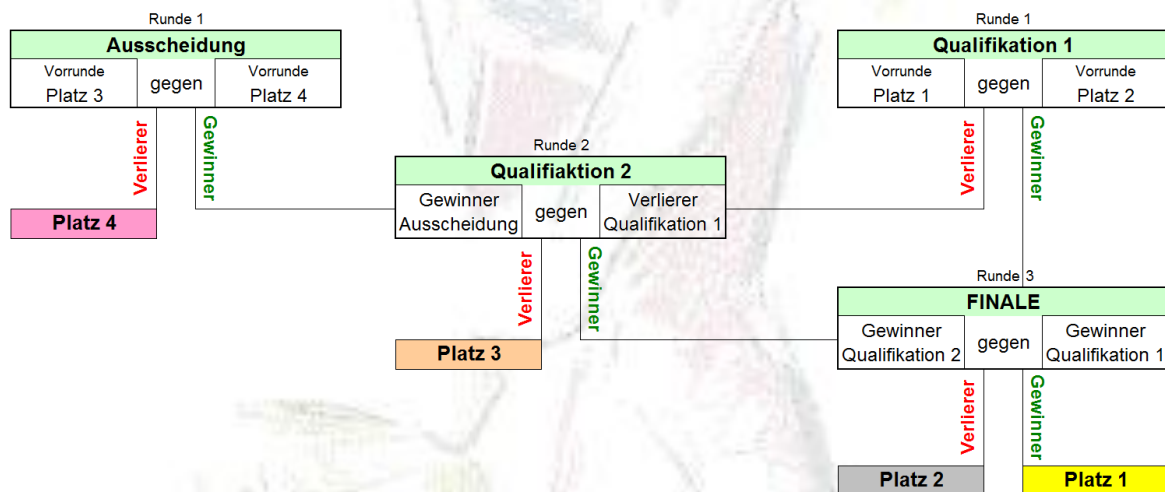 Runde 1
Ausscheidung
Vorrunde
Platz 3
gegen
Vorrunde
Platz 4
Verlierer
Gewinner
Platz 4
Runde 1
Qualifikation 1
Vorrunde
Platz 1
gegen
Vorrunde
Platz 2
Verlierer
Gewinner
Runde 2
Qualifiaktion 2
Gewinner
Ausscheidung
gegen
Verlierer
Qualifikation 1
Verlierer
Gewinner
Platz 3
Runde 3
FINALE
Gewinner
Qualifikation 2
gegen
Gewinner
Qualifikation 1
Verlierer
Gewinner
Platz 2
Platz 1